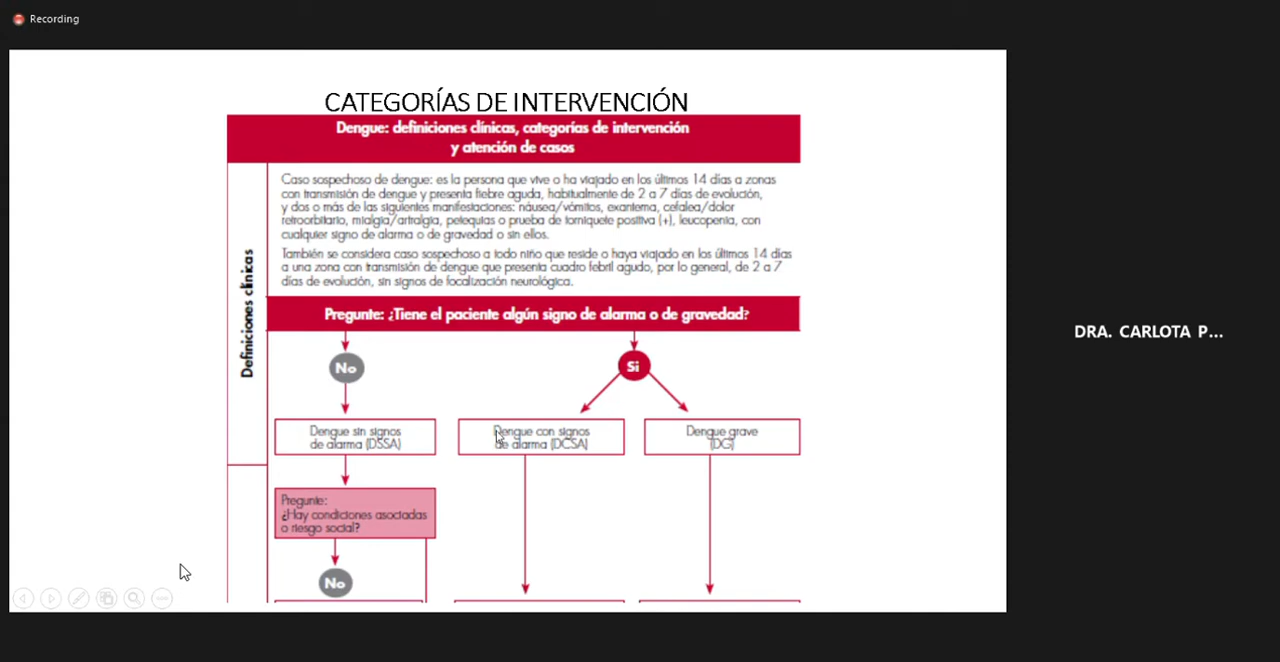 Recording
CATEGORÍAS DE INTERVENCIÓN
Dengue: definiciones clínicas, categorías de intervención
y atención de casos
Caso sospechoso de dengue: es la persona que vive o ha viajado en los últimos 14 días a zonas
con transmisión de dengue y presenta fiebre aguda, habitualmente de 2 a 7 días de evolución,
y dos o más de las siguientes manifestaciones: náusea/vómitos, exantema, cefalea/dolor
retroorbitario, mialgia/artralgia, petequias o prueba de torniquete positiva (+), leucopenia, con
cualquier signo de alarma o de gravedad o sin ellos.
También se considera caso sospechoso a todo niño que reside o haya viajado en los últimos 14 días
a una zona con transmisión de dengue que presenta cuadro febril agudo, por lo general, de 2 a 7
días de evolución, sin signos de focalización neurológica.
Definiciones clínicas
Pregunte: ¿Tiene el paciente algún signo de alarma o de gravedad?
No
Si
Dengue sin signos
de alarma (DSSA)
Dengue con signos
de alarma (DCSA)
Dengue grave
(DG)
Pregunte:
¿Hay condiciones asociadas
o riesgo social?
No
DRA. CARLOTA P...